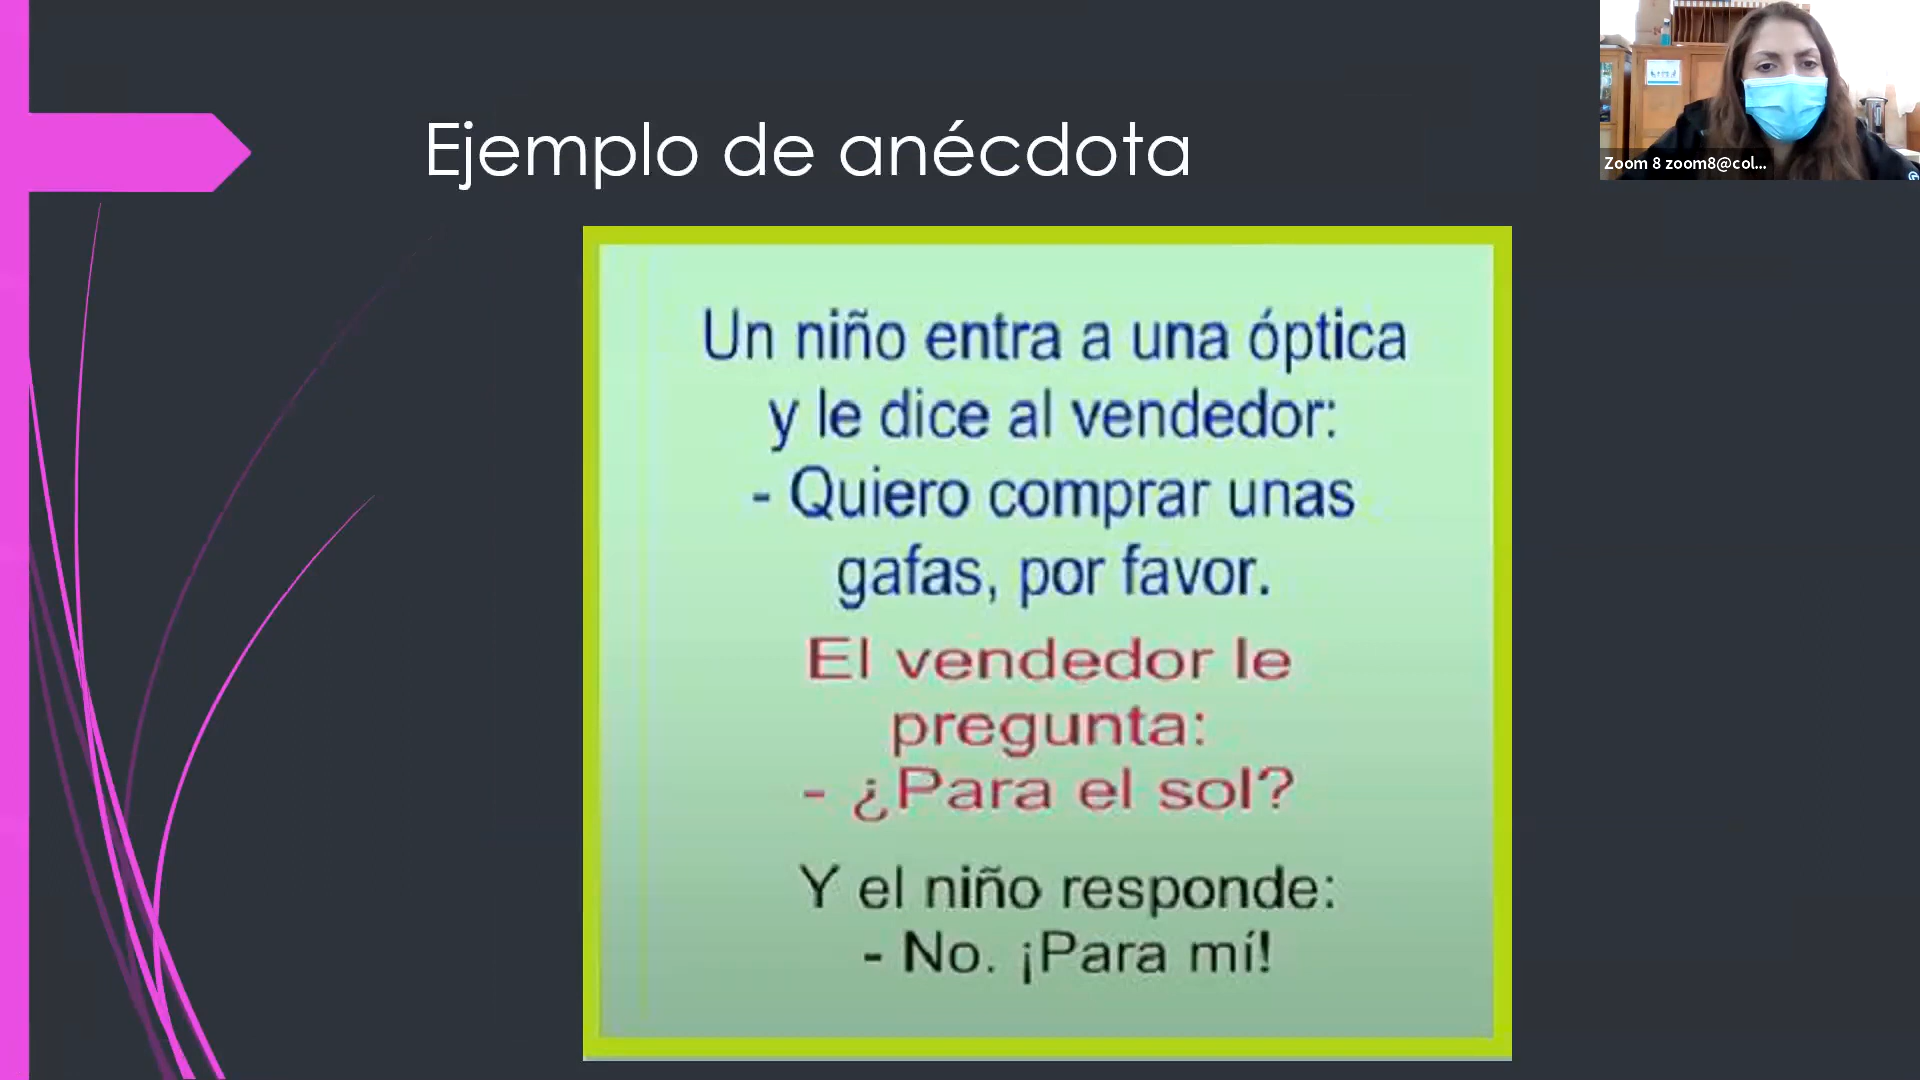 Ejemplo de anécdota
Un niño entra a una óptica
y le dice al vendedor:
- Quiero comprar unas
gafas, por favor.
El vendedor le
pregunta:
- ¿Para el sol?
Y el niño responde:
- No. ¡Para mí!
Zoom 8 zoom8@col...